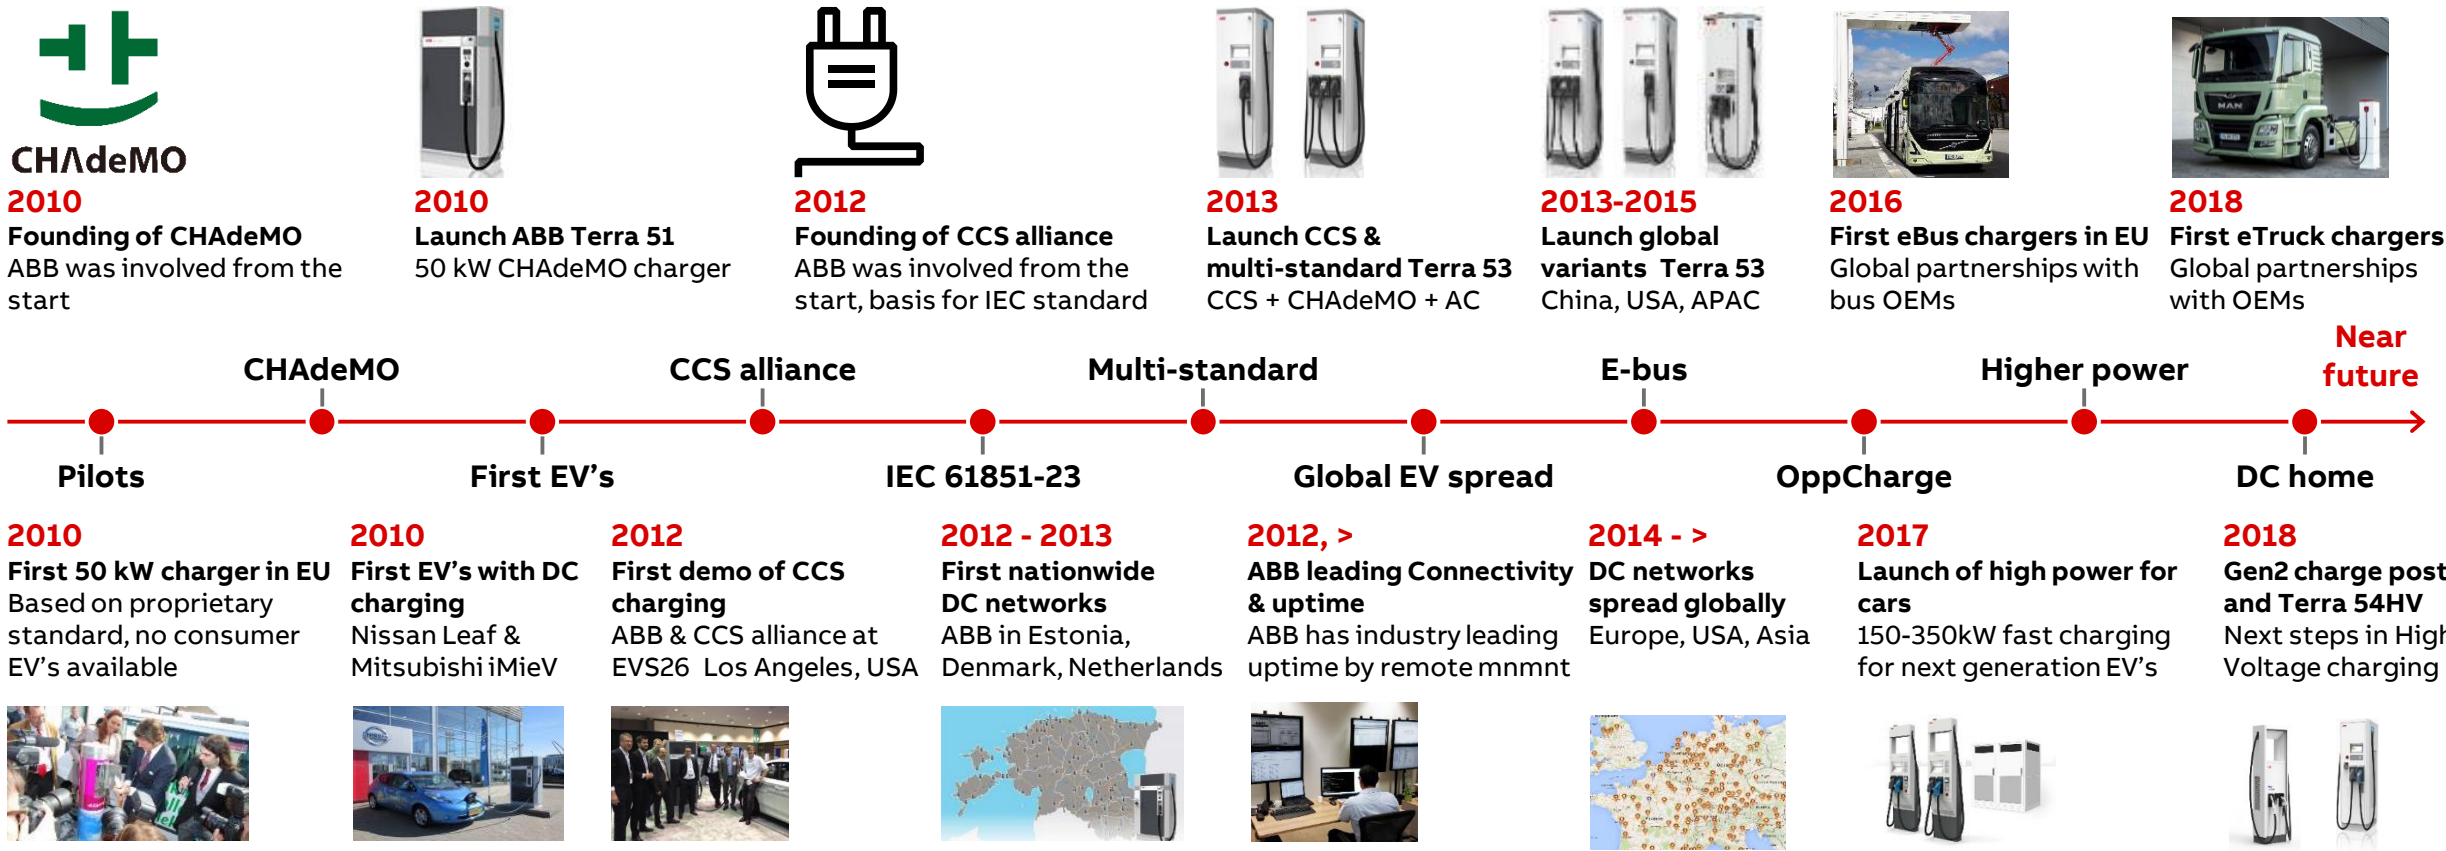 CHΛdeMO
2010
Founding of CHAdeMO
ABB was involved from the
start
2010
Launch ABB Terra 51
50 kW CHAdeMO charger
2012
Founding of CCS alliance
ABB was involved from the
start, basis for IEC standard
2013
Launch CCS &
multi-standard Terra 53
CCS + CHAdeMO + AC
2013-2015
Launch global
variants Terra 53
China, USA, APAC
2016
First eBus chargers in EU
Global partnerships with
bus OEMs
MAN
2018
First eTruck chargers
Global partnerships
with OEMs
Near
future
CHAdeMO
CCS alliance
Multi-standard
E-bus
Higher power
Pilots
First EV's
IEC 61851-23
Global EV spread
OppCharge
DC home
2010
First 50 kW charger in EU
Based on proprietary
standard, no consumer
EV's available
2010
First EV's with DC
charging
Nissan Leaf &
Mitsubishi iMieV
2012
First demo of CCS
charging
ABB & CCS alliance at
EVS26 Los Angeles, USA
2012 - 2013
First nationwide
DC networks
ABB in Estonia,
Denmark, Netherlands
2012, >
ABB leading Connectivity
& uptime
ABB has industry leading
uptime by remote mnmnt
2014 - >
DC networks
spread globally
Europe, USA, Asia
2017
Launch of high power for
cars
150-350kW fast charging
for next generation EV's
2018
Gen2 charge post
and Terra 54HV
Next steps in High
Voltage charging